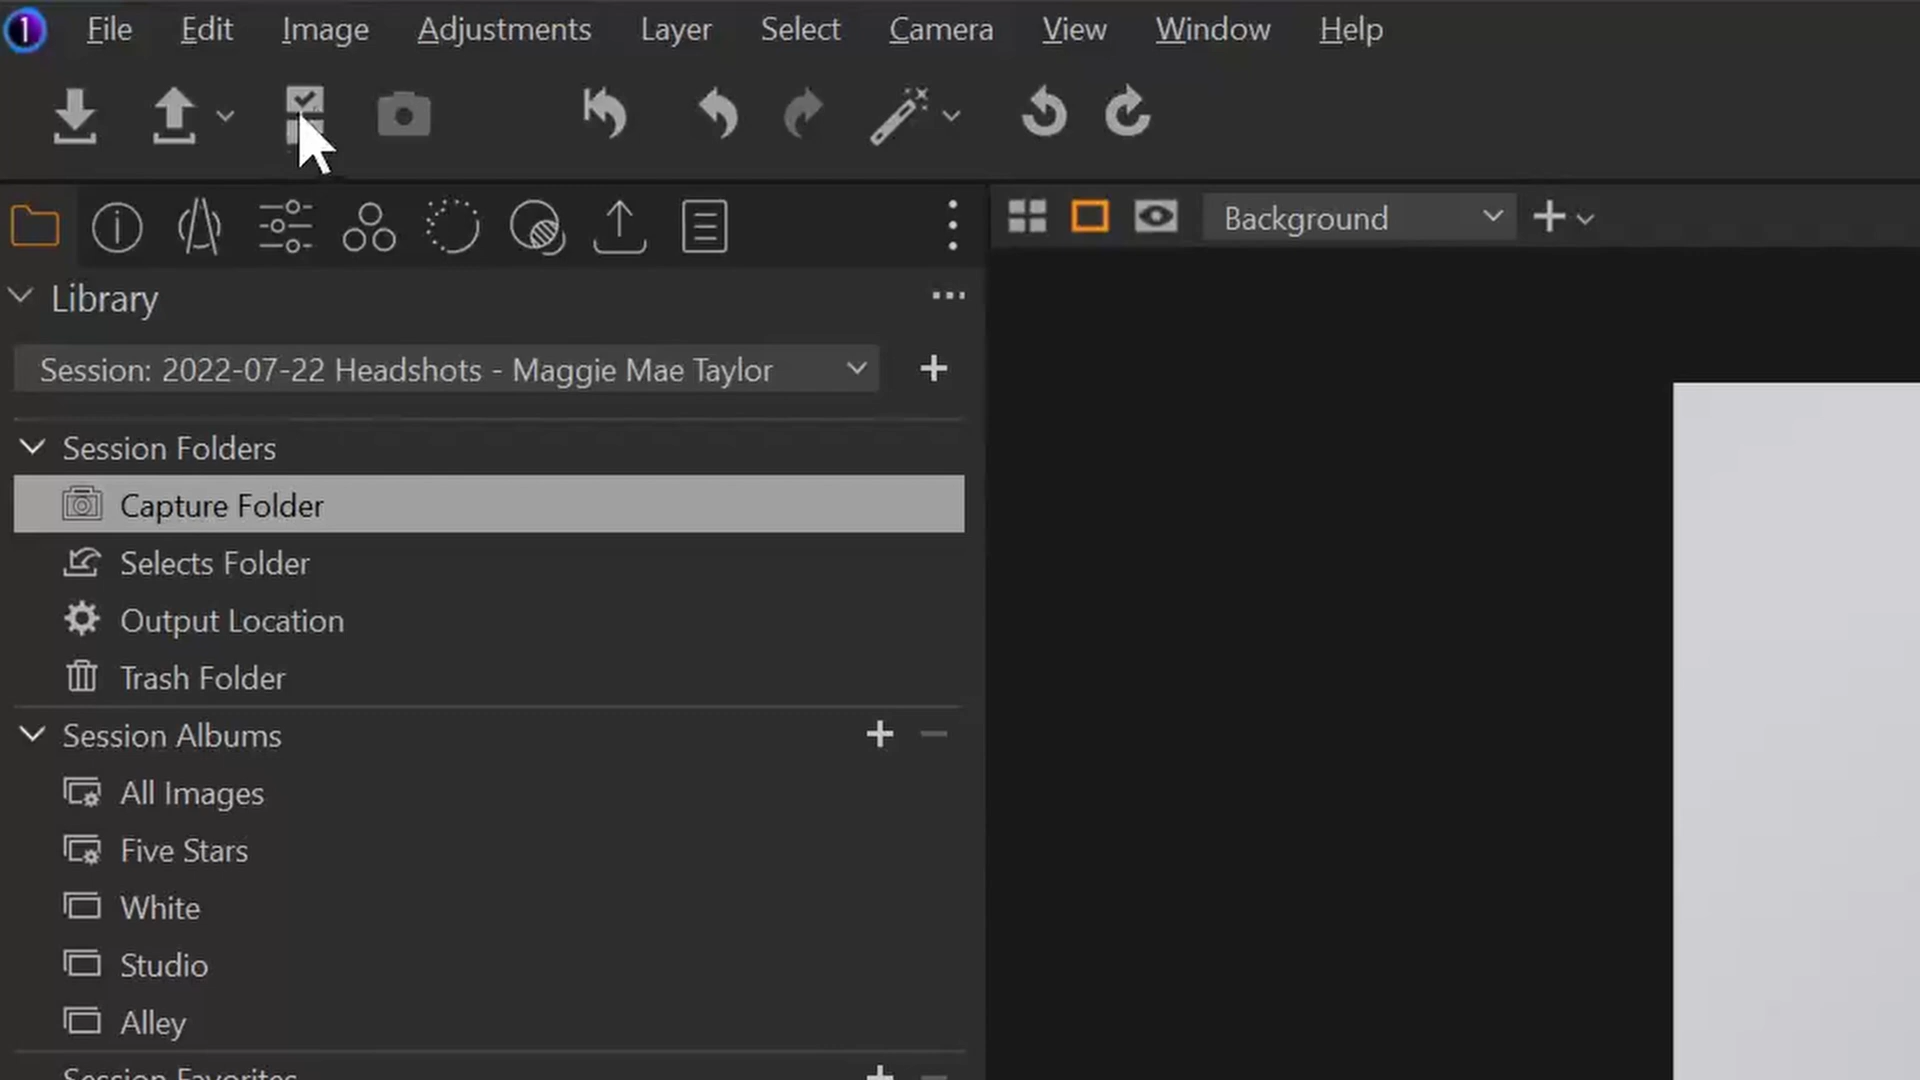 File Edit Image Adjustments Layer Select Camera View Window Help
Background
Library
Session: 2022-07-22 Headshots - Maggie Mae Taylor
Session Folders
Capture Folder
Selects Folder
Output Location
Trash Folder
Session Albums
All Images
Five Stars
White
Studio
Alley
Session Favorites